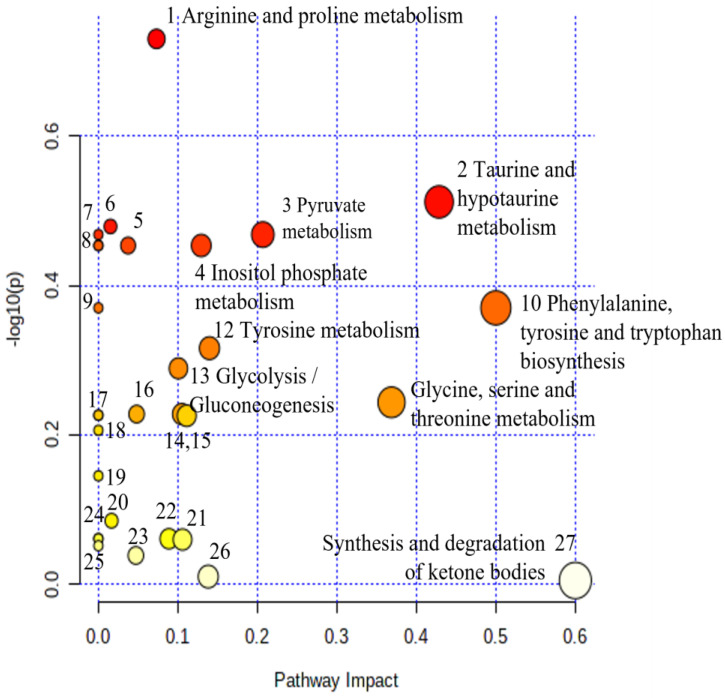 1 Arginine and proline metabolism
0.6
2 Taurine and
hypotaurine
metabolism
6
7
5
3 Pyruvate
metabolism
8
4 Inositol phosphate
metabolism
0.4
9
10 Phenylalanine,
tyrosine and tryptophan
biosynthesis
12 Tyrosine metabolism
13 Glycolysis /
Gluconeogenesis
Glycine, serine and
threonine metabolism
16
17
18
14,15
0.2
19
20
24
22
21
23
25
26
Synthesis and degradation 27
of ketone bodies
0.0
-log10(p)
0.0 0.1 0.2 0.3 0.4 0.5 0.6
Pathway Impact